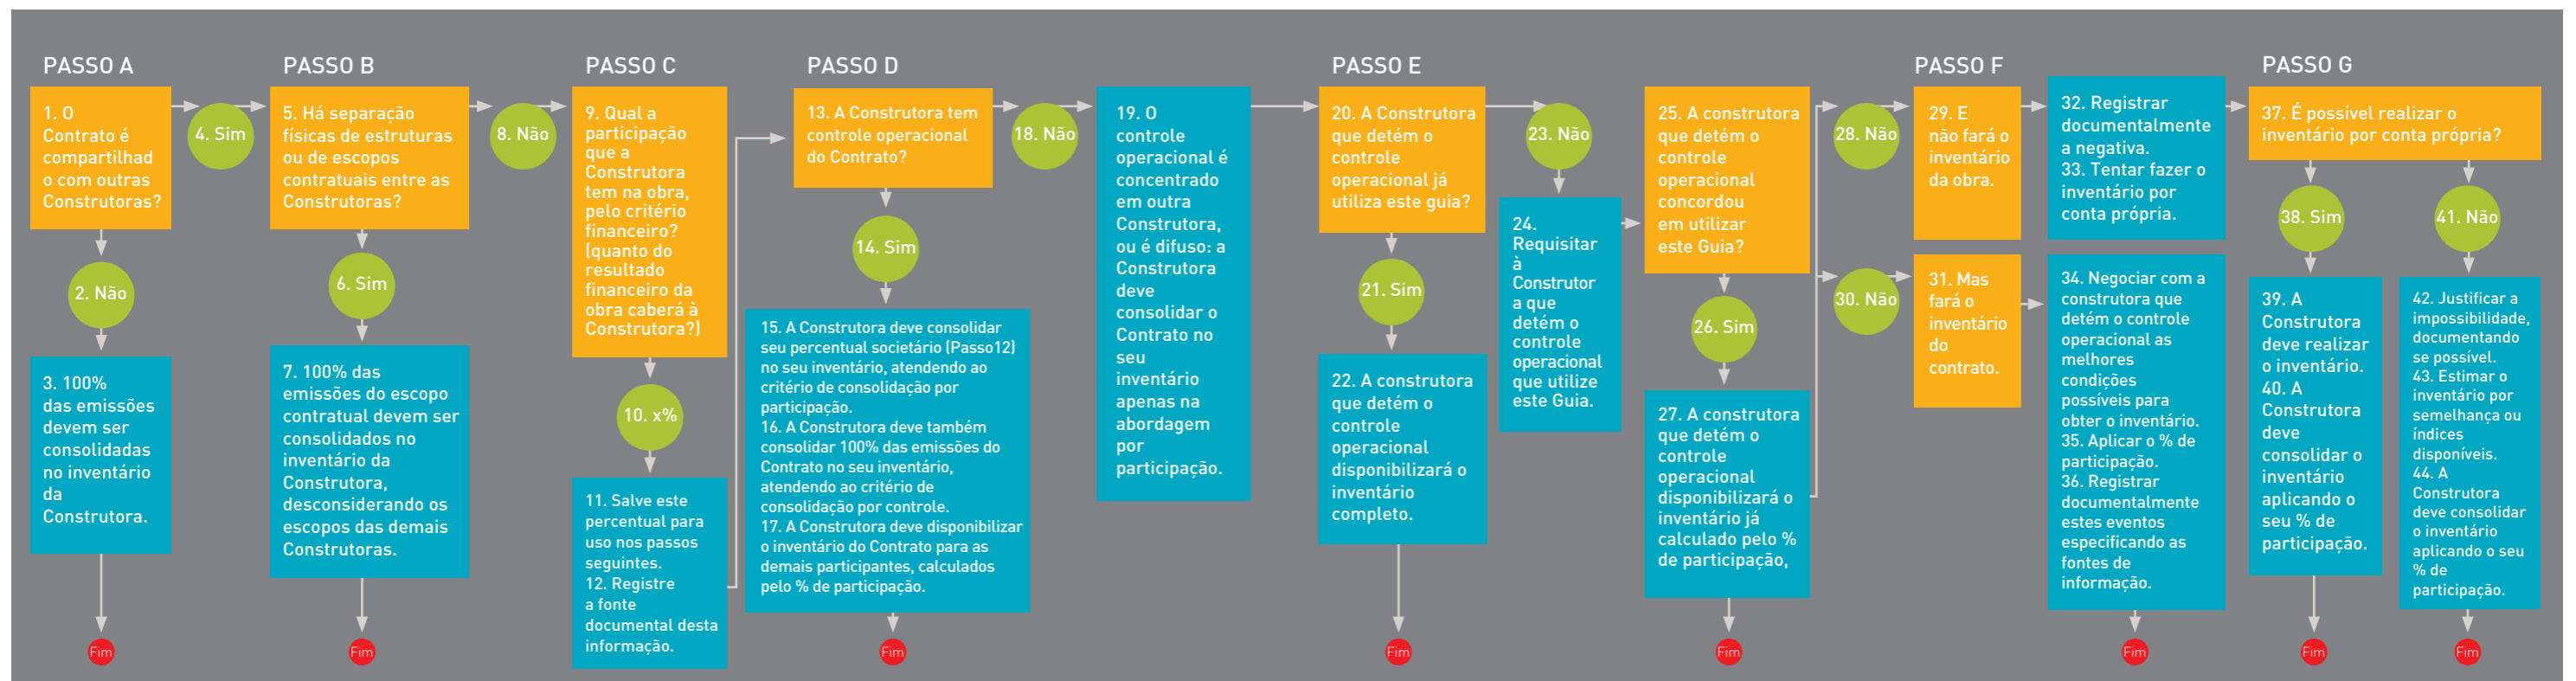 PASSO A
1. O
Contrato é
compartilhad
o com outras
Construtoras?
2. Não
3. 100%
das emissões
devem ser
consolidadas
no inventário
da
Construtora.
Fim
4. Sim
PASSO B
5. Há separação
físicas de estruturas
ou de escopos
contratuais entre as
Construtoras?
6. Sim
7. 100% das
emissões do escopo
contratual devem ser
consolidados no
inventário da
Construtora,
desconsiderando os
escopos das demais
Construtoras.
Fim
8. Não
PASSO C
9. Qual a
participação
que a
Construtora
tem na obra,
pelo critério
financeiro?
(quanto do
resultado
financeiro da
obra caberá à
Construtora?)
10. x%
11. Salve este
percentual para
uso nos passos
seguintes.
12. Registre
a fonte
documental desta
informação.
PASSO D
13. A Construtora tem
controle operacional
do Contrato?
14. Sim
15. A Construtora deve consolidar
seu percentual societário (Passo12)
no seu inventário, atendendo ao
critério de consolidação por
participação.
16. A Construtora deve também
consolidar 100% das emissões do
Contrato no seu inventário,
atendendo ao critério de
consolidação por controle.
17. A Construtora deve disponibilizar
o inventário do Contrato para as
demais participantes, calculados
pelo % de participação.
Fim
18. Não
19. O
controle
operacional é
concentrado
em outra
Construtora,
ou é difuso: a
Construtora
deve
consolidar o
Contrato no
seu
inventário
apenas na
abordagem
por
participação.
PASSO E
20. A Construtora
que detém o
controle
operacional já
utiliza este guia?
21. Sim
22. A construtora
que detém o
controle
operacional
disponibilizará o
inventário
completo.
Fim
23. Não
24.
Requisitar
à
Construtor
a que
detém o
controle
operacional
que utilize
este Guia.
25. A construtora
que detém o
controle
operacional
concordou
em utilizar
este Guia?
26. Sim
27. A construtora
que detém o
controle
operacional
disponibilizará o
inventário já
calculado pelo %
de participação,
Fim
28. Não
30. Não
PASSO F
29. E
não fará o
inventário
da obra.
31. Mas
fará o
inventário
do
contrato.
32. Registrar
documentalmente
a negativa.
33. Tentar fazer o
inventário por
conta própria.
34. Negociar com a
construtora que
detém o controle
operacional as
melhores
condições
possíveis para
obter o inventário.
35. Aplicar o % de
participação.
36. Registrar
documentalmente
estes eventos
especificando as
fontes de
informação.
Fim
PASSO G
37. É possível realizar o
inventário por conta própria?
38. Sim
39. A
Construtora
deve realizar
o inventário.
40. A
Construtora
deve
consolidar o
inventário
aplicando o
seu % de
participação.
Fim
41. Não
42. Justificar a
impossibilidade,
documentando
se possível.
43. Estimar o
inventário por
semelhança ou
índices
disponíveis.
44. A
Construtora
deve consolidar
o inventário
aplicando o seu
% de
participação.
Fim